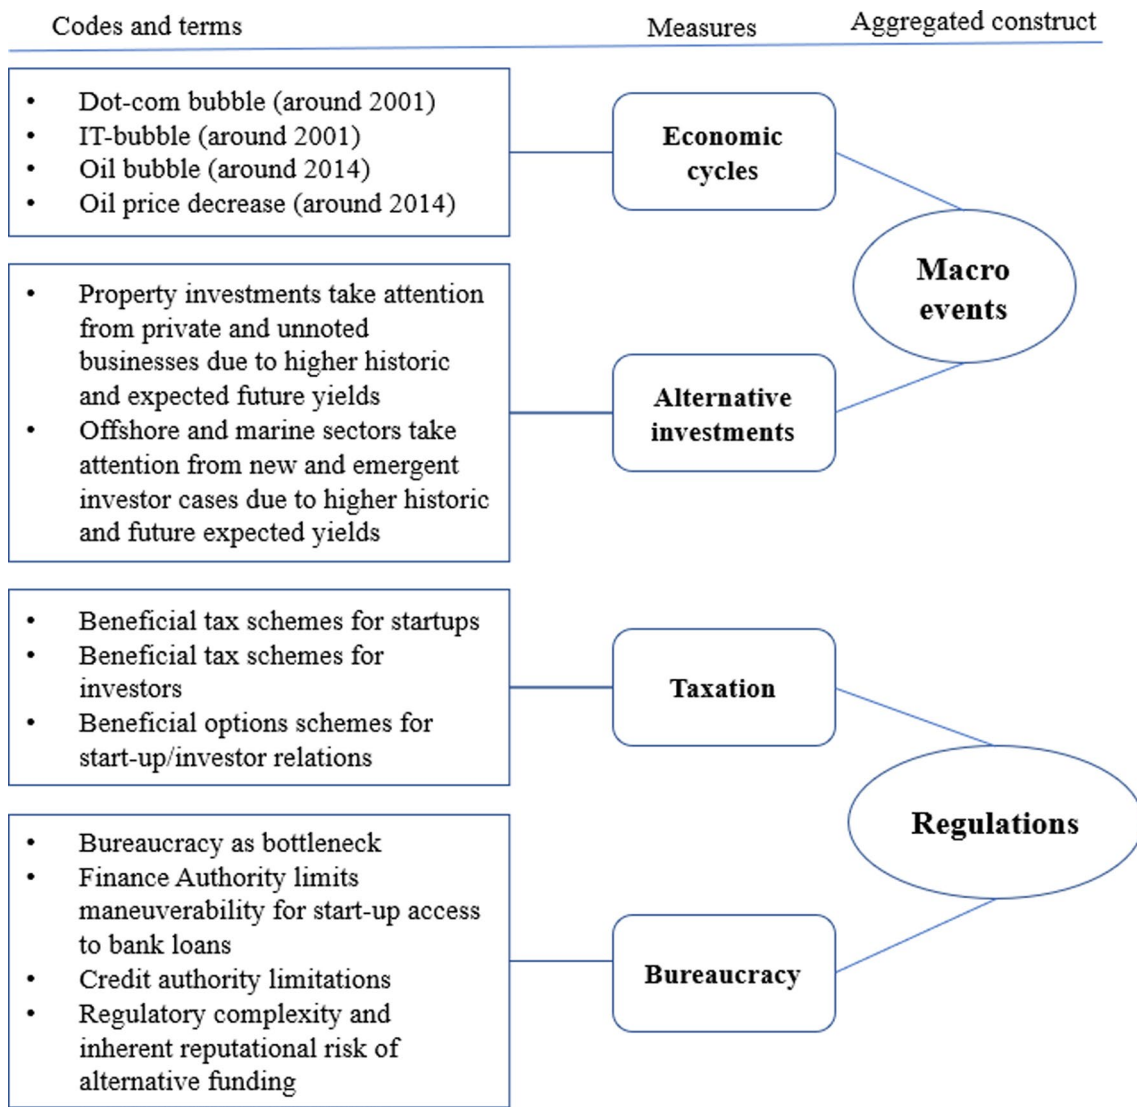 Codes and terms
Measures
Aggregated construct
• Dot-com bubble (around 2001)
• IT-bubble (around 2001)
• Oil bubble (around 2014)
• Oil price decrease (around 2014)
Economic
cycles
Macro
events
• Property investments take attention
from private and unnoted
businesses due to higher historic
and expected future yields
• Offshore and marine sectors take
attention from new and emergent
investor cases due to higher historic
and future expected yields
Alternative
investments
• Beneficial tax schemes for startups
• Beneficial tax schemes for
investors
• Beneficial options schemes for
start-up/investor relations
Taxation
Regulations
• Bureaucracy as bottleneck
• Finance Authority limits
maneuverability for start-up access
to bank loans
• Credit authority limitations
• Regulatory complexity and
inherent reputational risk of
alternative funding
Bureaucracy